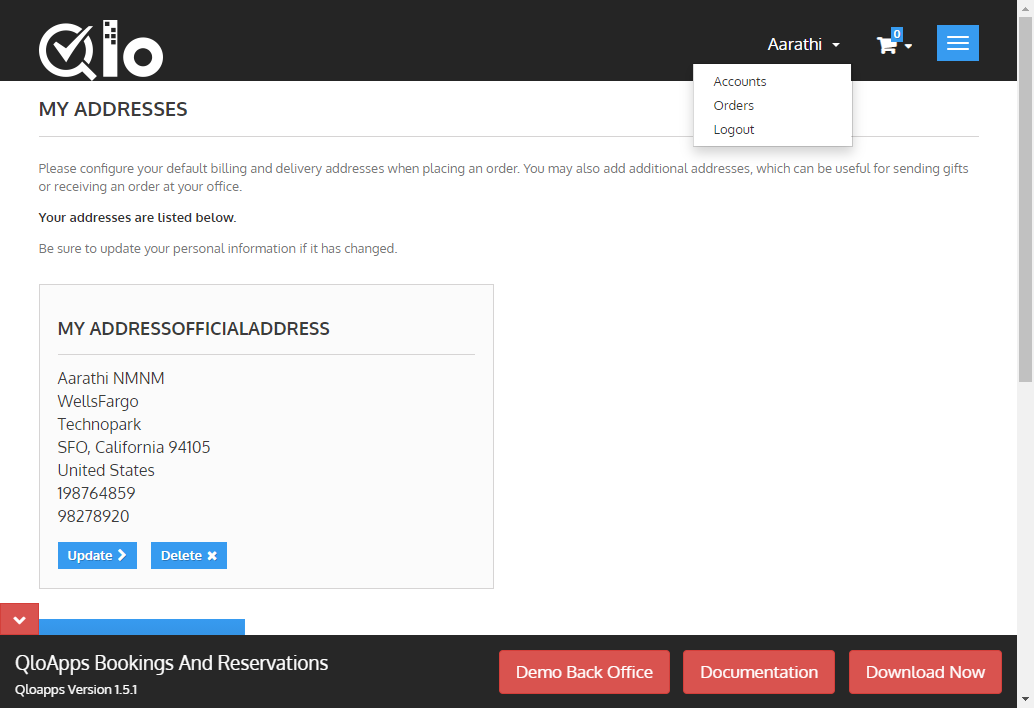 Qlo
Aarathi
0
Accounts
Orders
Logout
MY ADDRESSES
Please configure your default billing and delivery addresses when placing an order. You may also add additional addresses, which can be useful for sending gifts
or receiving an order at your office.
Your addresses are listed below.
Be sure to update your personal information if it has changed.
MY ADDRESSOFFICIALADDRESS
Aarathi NMNM
WellsFargo
Technopark
SFO, California 94105
United States
198764859
98278920
Update
Delete
QloApps Bookings And Reservations
Qloapps Version 1.5.1
Demo Back Office
Documentation
Download Now